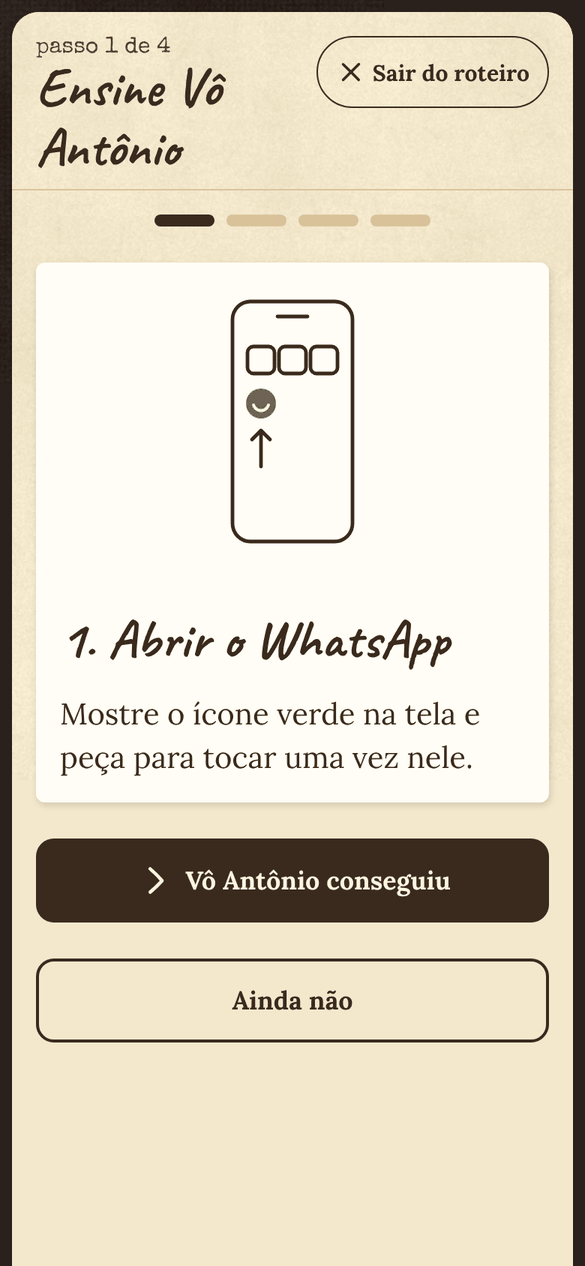 passo 1 de 4
Ensine Vô
Antônio
Sair do roteiro
1. Abrir o WhatsApp
Mostre o ícone verde na tela e
peça para tocar uma vez nele.
Vô Antônio conseguiu
Ainda não